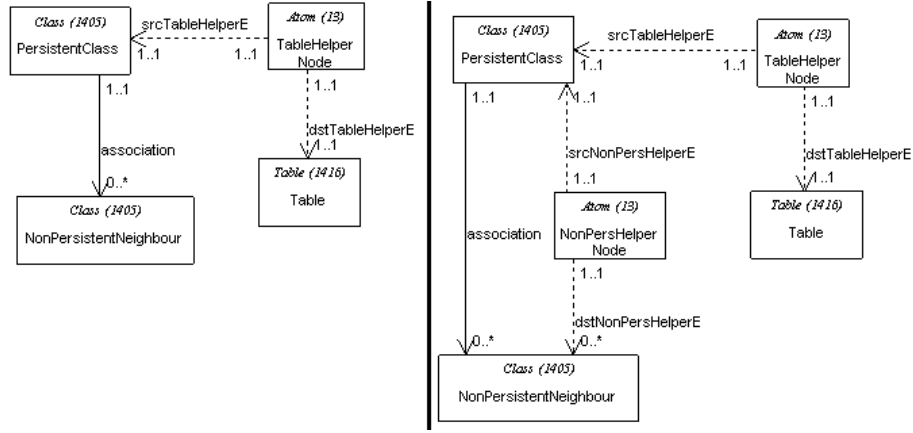 Class (1405)
PersistentClass
srcTableHelperE
1..1
1..1
Atom (13)
TableHelper
Node
1..1
1..1
association
dstTableHelperE
1..1
0..*
Table (1416)
Table
Class (1405)
NonPersistentNeighbour
Class (1405)
PersistentClass
srcTableHelperE
1..1
1..1
Atom (13)
TableHelper
Node
1..1
1..1
1..1
srcNonPersHelperE
dstTableHelperE
1..1
1..1
association
Atom (13)
NonPersHelper
Node
Table (1416)
Table
1..1
dstNonPersHelperE
0..*
0..*
Class (1405)
NonPersistentNeighbour